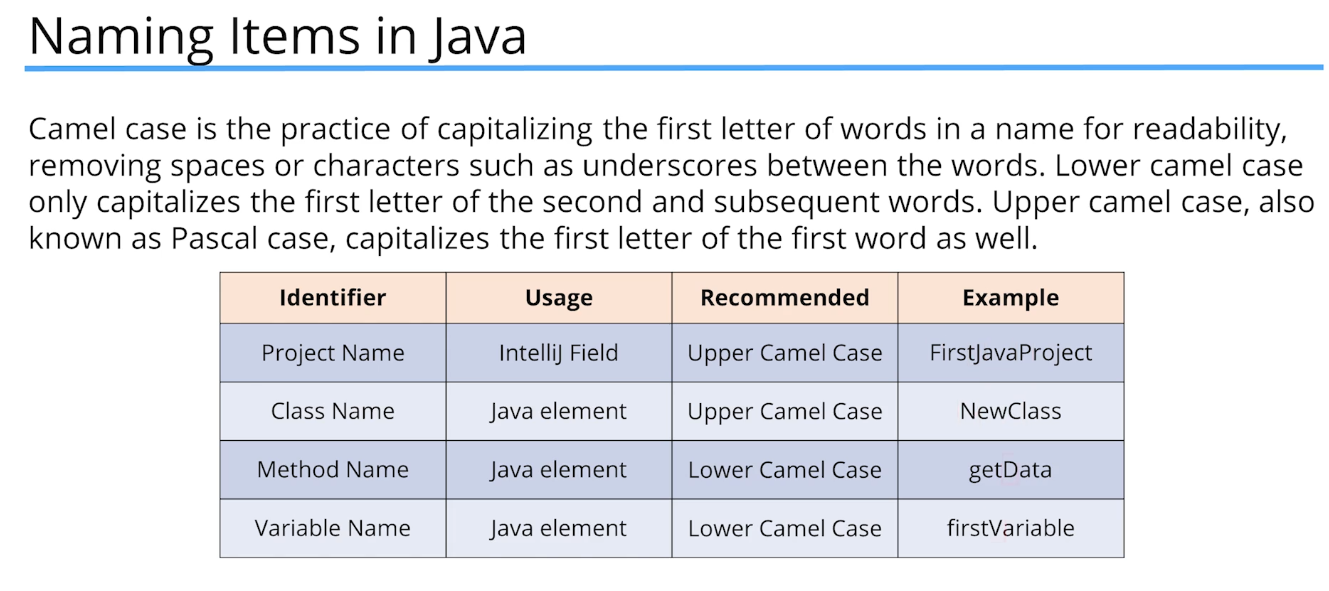 Naming Items in Java
Camel case is the practice of capitalizing the first letter of words in a name for readability,
removing spaces or characters such as underscores between the words. Lower camel case
only capitalizes the first letter of the second and subsequent words. Upper camel case, also
known as Pascal case, capitalizes the first letter of the first word as well.
Identifier Usage Recommended Example
Project Name IntelliJ Field Upper Camel Case FirstJavaProject
Class Name Java element Upper Camel Case NewClass
Method Name Java element Lower Camel Case getData
Variable Name Java element Lower Camel Case firstVariable